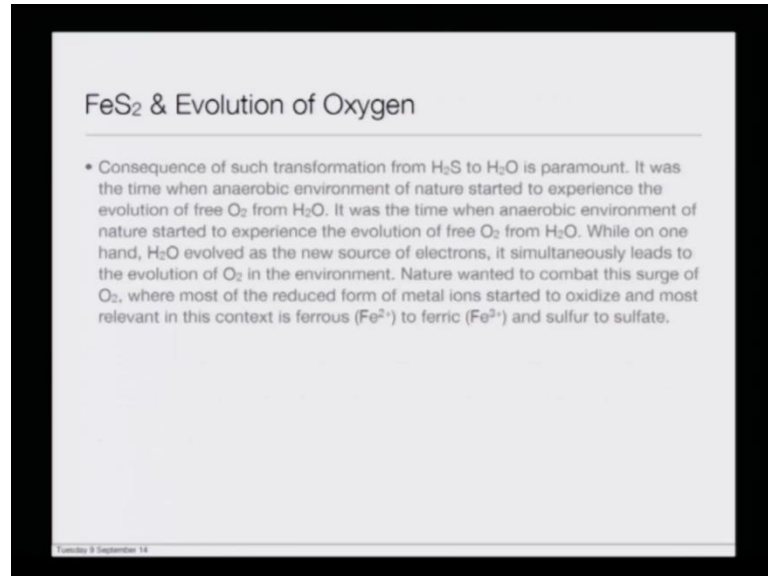 FeS₂ & Evolution of Oxygen
• Consequence of such transformation from H₂S to H₂O is paramount. It was
the time when anaerobic environment of nature started to experience the
evolution of free O₂ from H₂O. It was the time when anaerobic environment of
nature started to experience the evolution of free O₂ from H₂O. While on one
hand, H₂O evolved as the new source of electrons, it simultaneously leads to
the evolution of O₂ in the environment. Nature wanted to combat this surge of
O₂, where most of the reduced form of metal ions started to oxidize and most
relevant in this context is ferrous (Fe²⁺) to ferric (Fe³⁺) and sulfur to sulfate.
Tuesday 9 September 14